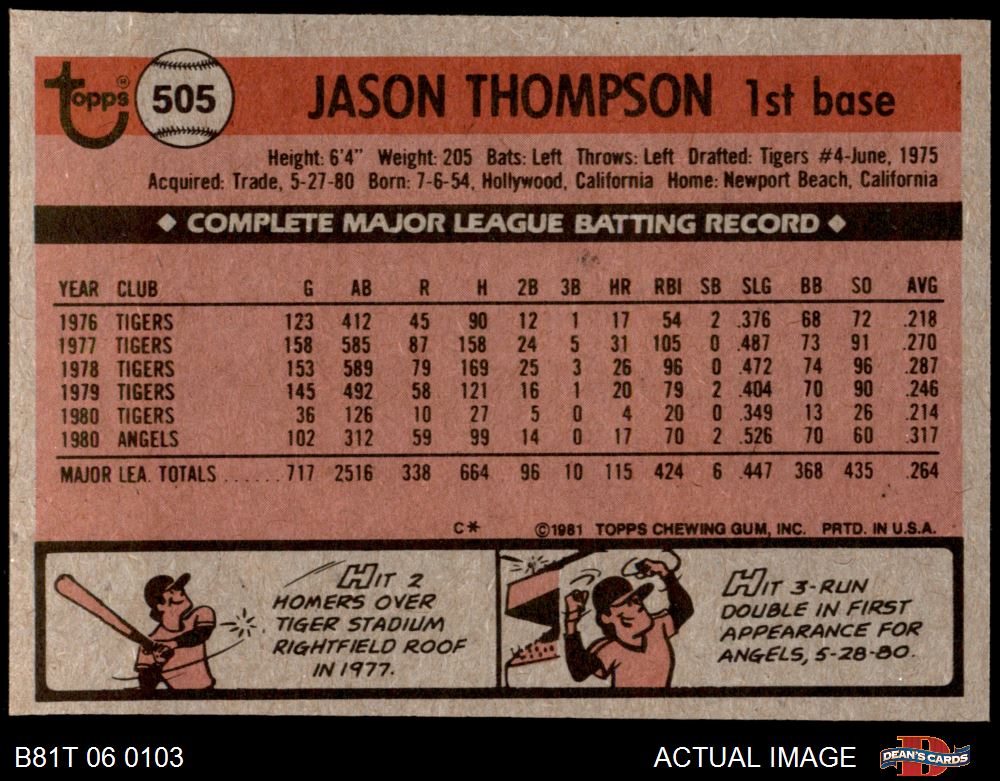 Topps® 505 JASON THOMPSON 1st base
Height: 6'4" Weight: 205 Bats: Left Throws: Left Drafted: Tigers #4-June, 1975
Acquired: Trade, 5-27-80 Born: 7-6-54, Hollywood, California Home: Newport Beach, California
◆ COMPLETE MAJOR LEAGUE BATTING RECORD ◆
YEAR CLUB G AB R H 2B 3B HR RBI SB SLG BB SO AVG
1976 TIGERS 123 412 45 90 12 1 17 54 2 .376 68 72 .218
1977 TIGERS 158 585 87 158 24 5 31 105 0 .487 73 91 .270
1978 TIGERS 153 589 79 169 25 3 26 96 0 .472 74 96 .287
1979 TIGERS 145 492 58 121 16 1 20 79 2 .404 70 90 .246
1980 TIGERS 36 126 10 27 5 0 4 20 0 .349 13 26 .214
1980 ANGELS 102 312 59 99 14 0 17 70 2 .526 70 60 .317
MAJOR LEA. TOTALS ...... 717 2516 338 664 96 10 115 424 6 .447 368 435 .264
C* ©1981 TOPPS CHEWING GUM, INC. PRTD. IN U.S.A.
HIT 2
HOMERS OVER
TIGER STADIUM
RIGHTFIELD ROOF
IN 1977.
HIT 3-RUN
DOUBLE IN FIRST
APPEARANCE FOR
ANGELS, 5-28-80.
B81T 06 0103 ACTUAL IMAGE DEAN'S CARDS